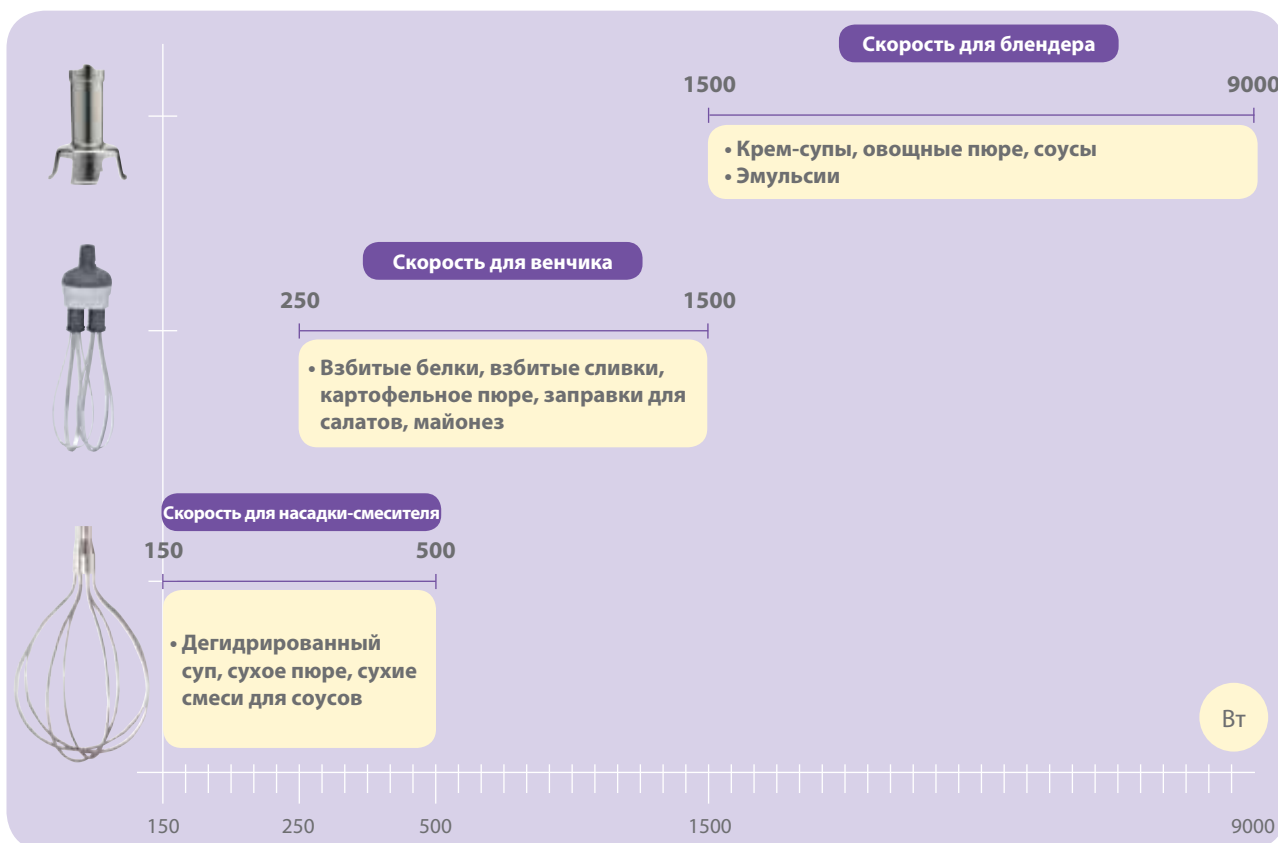 Скорость для блендера
1500 9000
• Крем-супы, овощные пюре, соусы
• Эмульсии
Скорость для венчика
250 1500
• Взбитые белки, взбитые сливки,
картофельное пюре, заправки для
салатов, майонез
Скорость для насадки-смесителя
150 500
• Дегидрированный
суп, сухое пюре, сухие
смеси для соусов
Вт
150 250 500 1500 9000